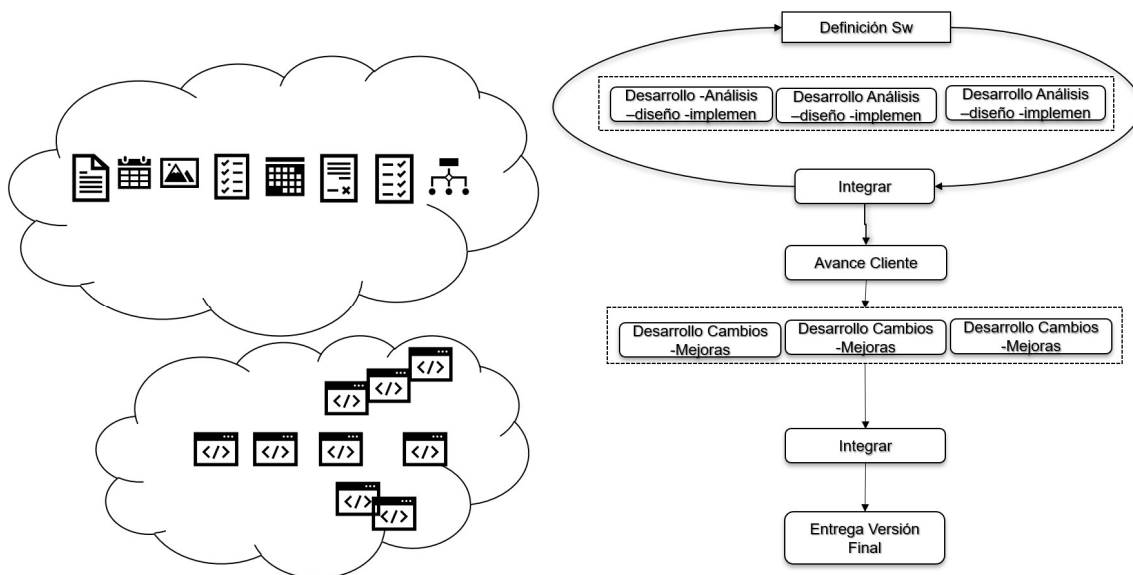 Definición Sw
Desarrollo -Análisis
–diseño -implemen
Desarrollo Análisis
–diseño -implemen
Desarrollo Análisis
–diseño -implemen
Integrar
Avance Cliente
Desarrollo Cambios
-Mejoras
Desarrollo Cambios
-Mejoras
Desarrollo Cambios
-Mejoras
Integrar
Entrega Versión
Final
</>
</>
</>
</>
</>
</>
</>
</>
</>